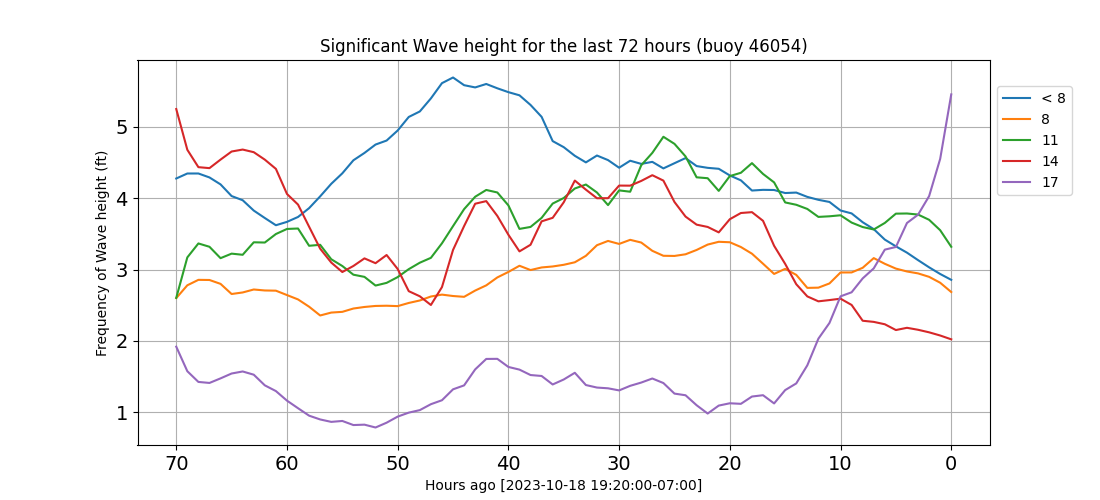 Significant Wave height for the last 72 hours (buoy 46054)
Frequency of Wave height (ft)
5
4
3
2
1
70 60 50 40 30 20 10 0
Hours ago [2023-10-18 19:20:00-07:00]
< 8
8
11
14
17